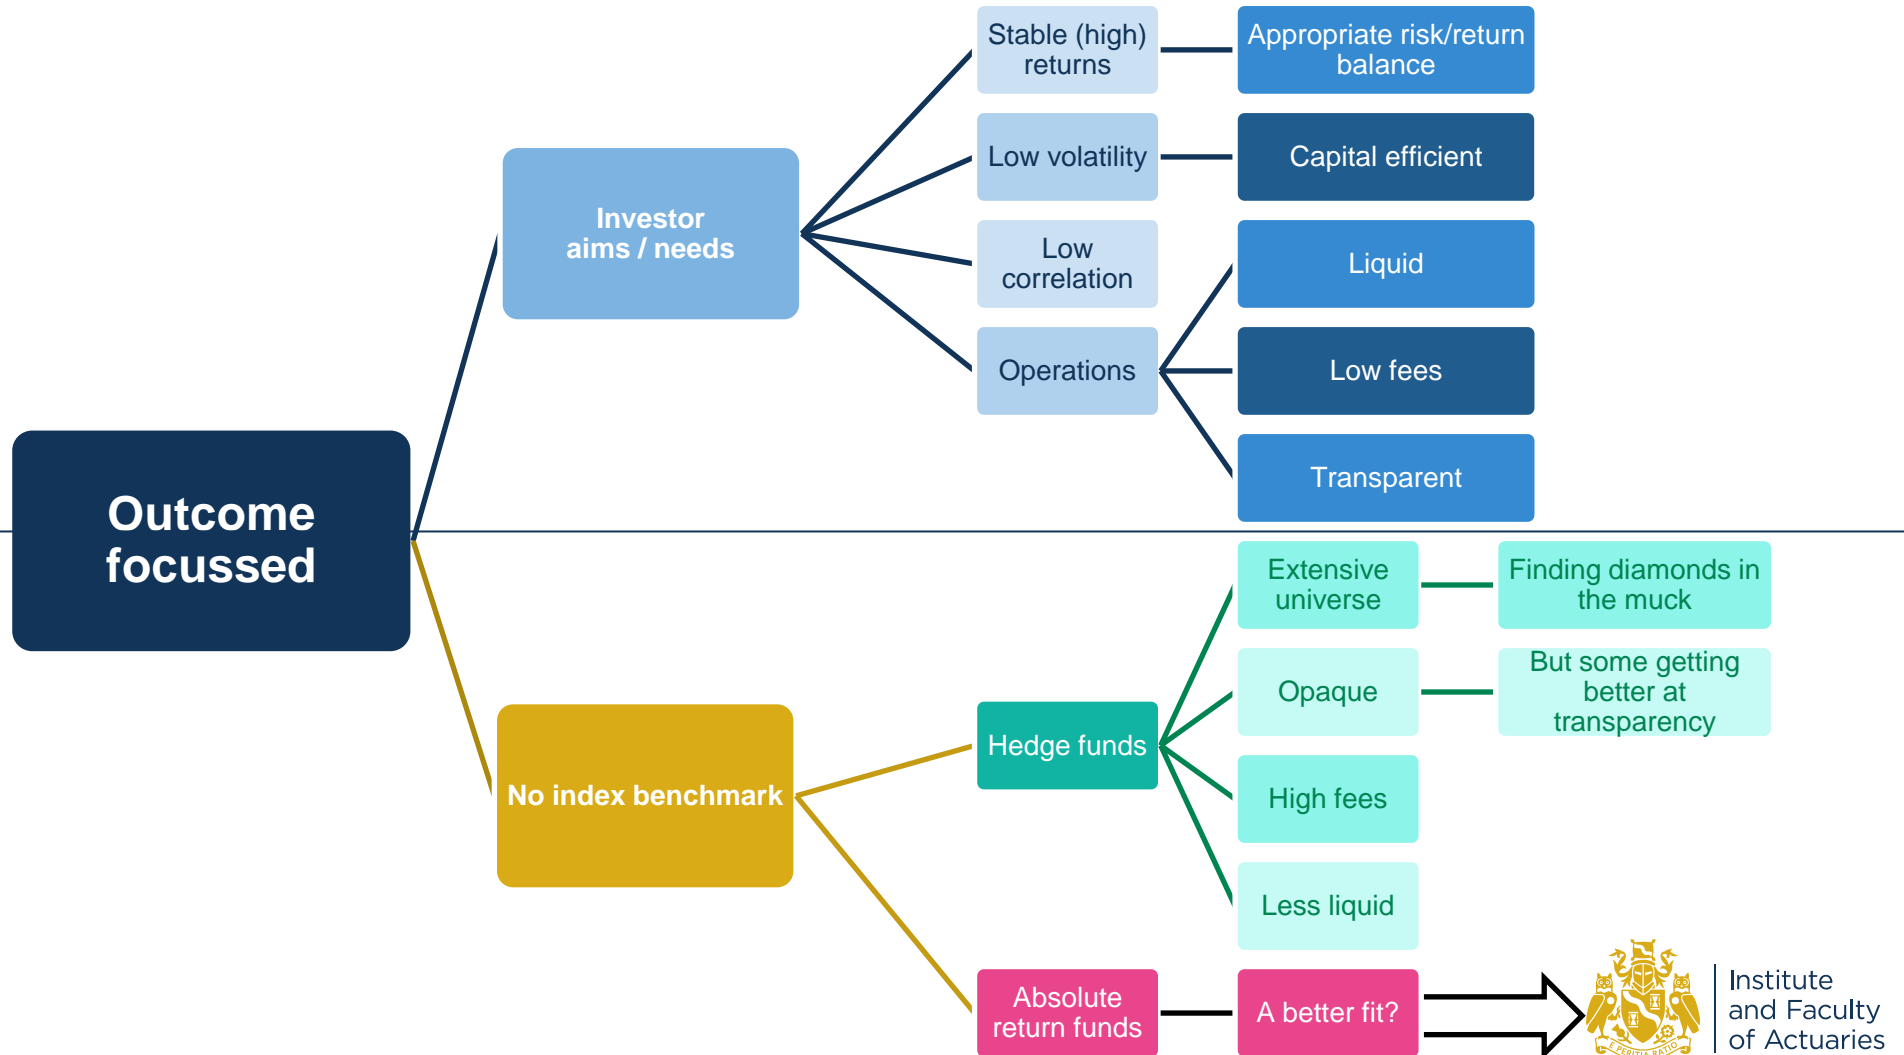 Outcome
focussed
Investor
aims / needs
Stable (high)
returns
Appropriate risk/return
balance
Low volatility
Capital efficient
Low
correlation
Operations
Liquid
Low fees
Transparent
No index benchmark
Hedge funds
Extensive
universe
Finding diamonds in
the muck
Opaque
But some getting
better at
transparency
High fees
Less liquid
Absolute
return funds
A better fit?
E PERITIA RATIO
Institute
and Faculty
of Actuaries